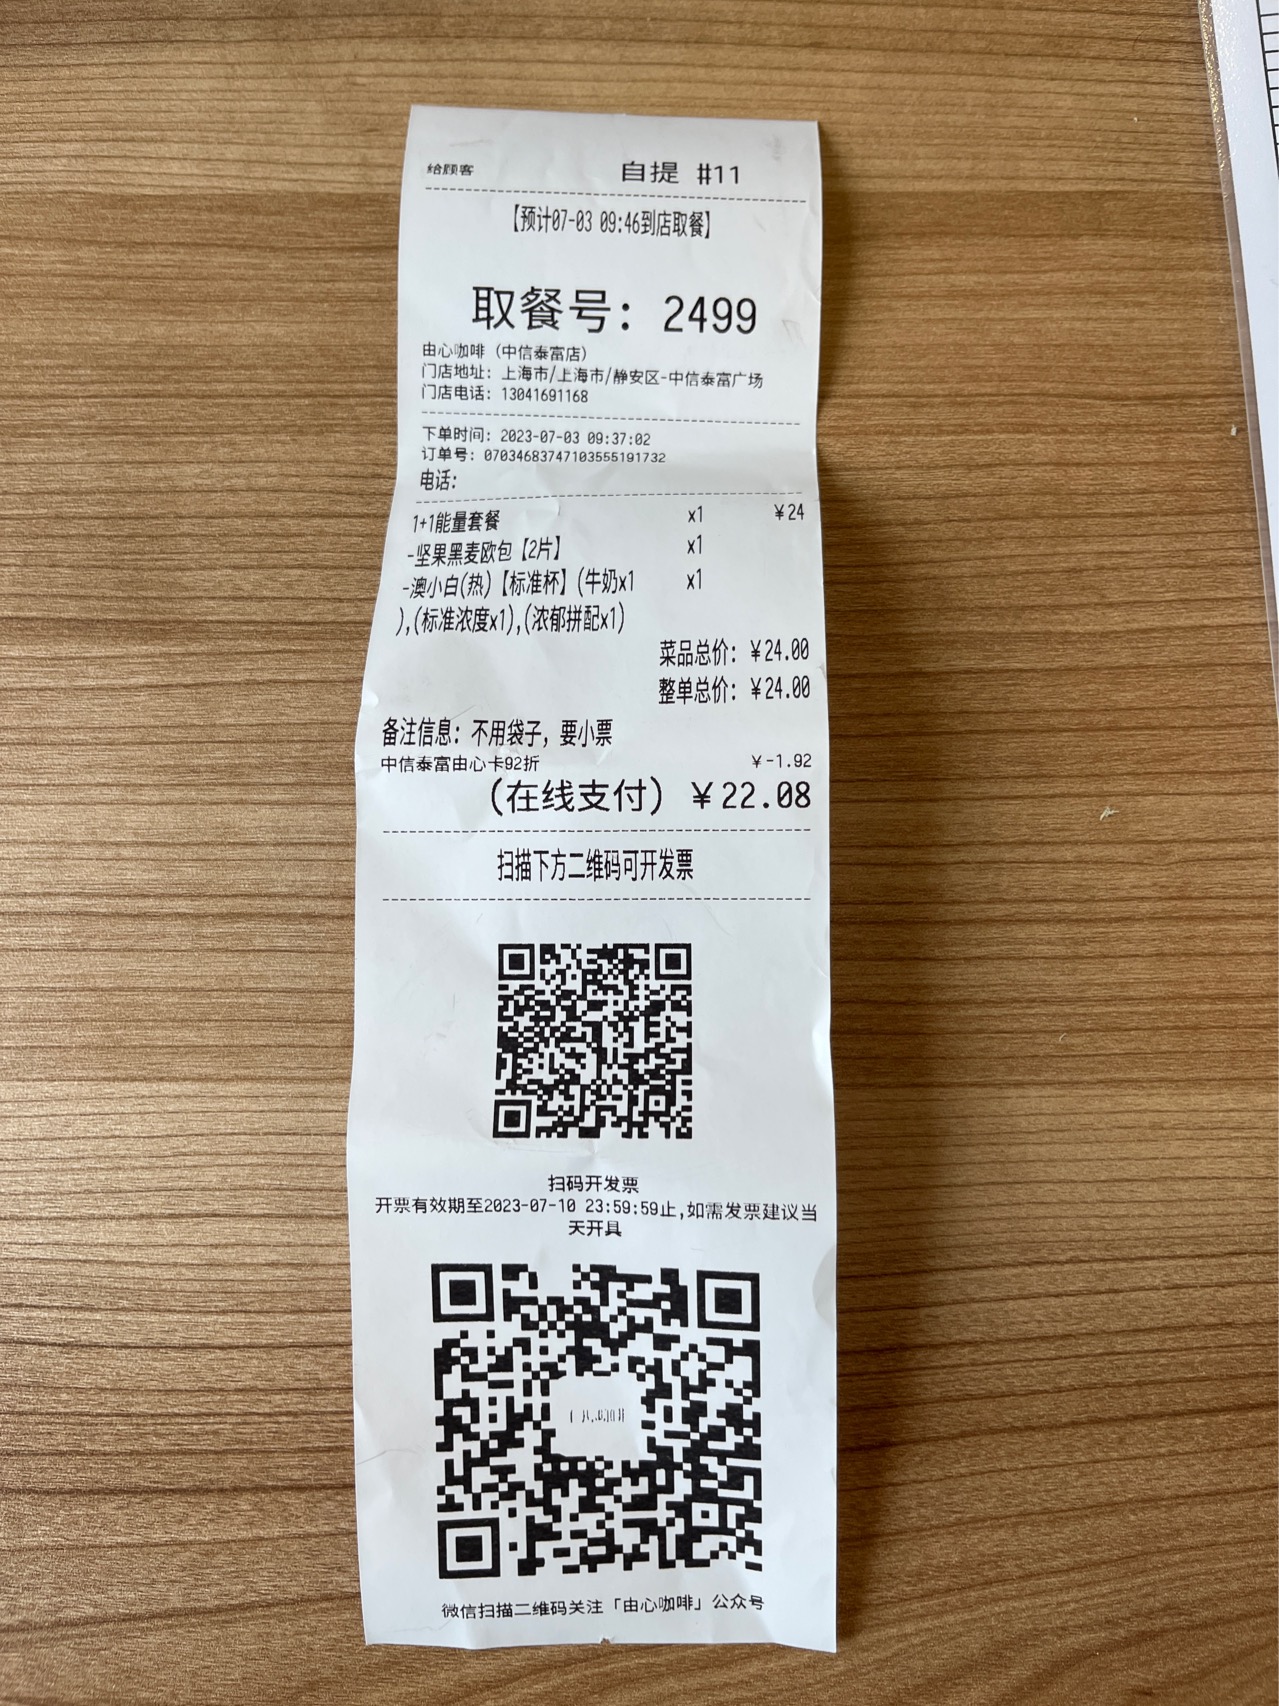 给顾客 自提 #11
【预计07-03 09:46到店取餐】
取餐号：2499
由心咖啡（中信泰富店）
门店地址：上海市/上海市/静安区-中信泰富广场
门店电话：13041691168
下单时间：2023-07-03 09:37:02
订单号：07034683747103555191732
电话：
1+1能量套餐 x1 ¥24
-坚果黑麦欧包【2片】 x1
-澳小白(热)【标准杯】(牛奶x1 x1
),(标准浓度x1),(浓郁拼配x1)
菜品总价：¥24.00
整单总价：¥24.00
备注信息：不用袋子，要小票
中信泰富由心卡92折 ¥-1.92
(在线支付) ¥22.08
扫描下方二维码可开发票
扫码开发票
开票有效期至2023-07-10 23:59:59止,如需发票建议当
天开具
微信扫描二维码关注「由心咖啡」公众号